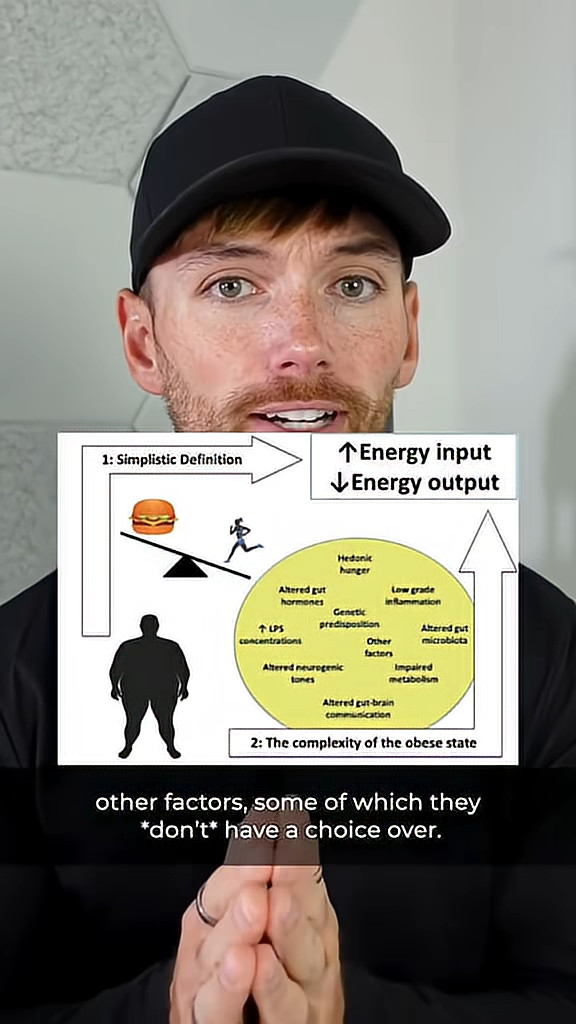 1: Simplistic Definition
↑Energy input
↓Energy output
Hedonic
hunger
Altered gut
hormones
Low grade
inflammation
Genetic
predisposition
↑ LPS
concentrations
Other
factors
Altered gut
microbiota
Altered neurogenic
tones
Impaired
metabolism
Altered gut-brain
communication
2: The complexity of the obese state
other factors, some of which they
*don't* have a choice over.